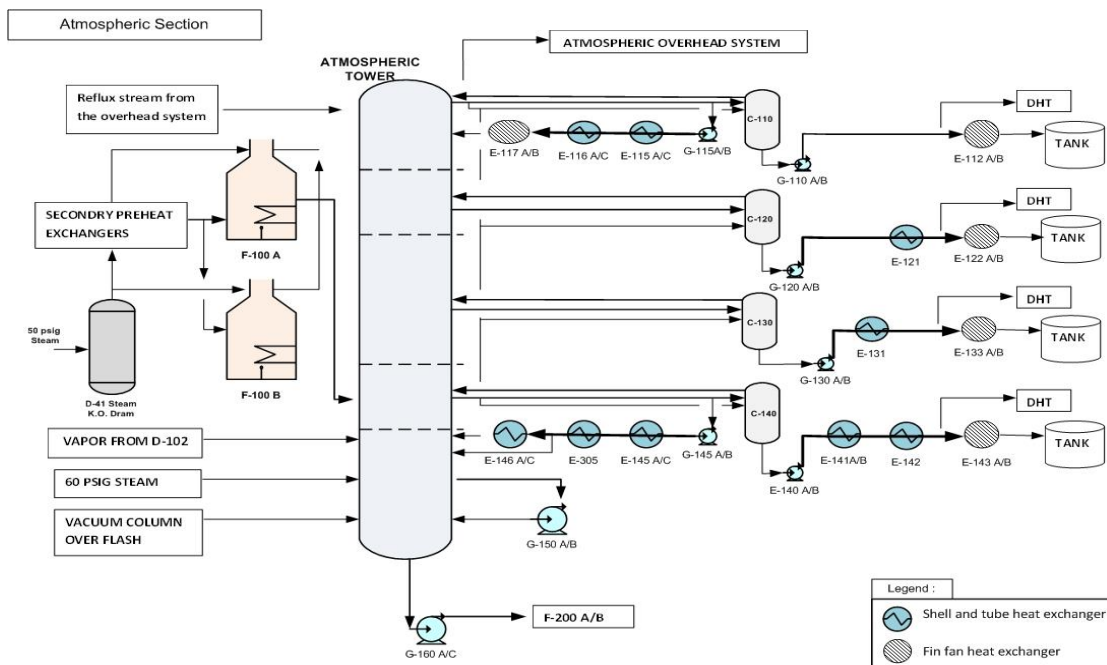 Atmospheric Section
ATMOSPHERIC OVERHEAD SYSTEM
ATMOSPHERIC
TOWER
Reflux stream from
the overhead system
SECONDRY PREHEAT
EXCHANGERS
F-100 A
F-100 B
50 psig
Steam
D-41 Steam
K.O. Dram
VAPOR FROM D-102
60 PSIG STEAM
VACUUM COLUMN
OVER FLASH
E-117 A/B
E-116 A/C
E-115 A/C
G-115A/B
C-110
G-110 A/B
E-112 A/B
DHT
TANK
C-120
G-120 A/B
E-121
E-122 A/B
DHT
TANK
C-130
G-130 A/B
E-131
E-133 A/B
DHT
TANK
E-146 A/C
E-305
E-145 A/C
G-145 A/B
C-140
E-140 A/B
E-141A/B
E-142
E-143 A/B
DHT
TANK
G-150 A/B
G-160 A/C
F-200 A/B
Legend :
Shell and tube heat exchanger
Fin fan heat exchanger